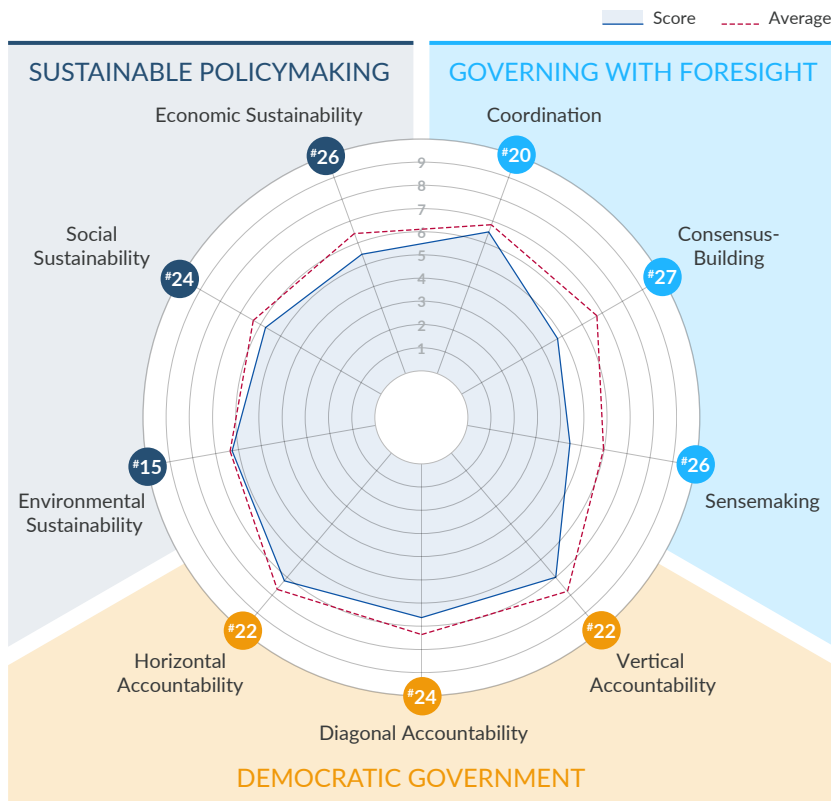 Score Average
SUSTAINABLE POLICYMAKING
GOVERNING WITH FORESIGHT
Economic Sustainability
Coordination
#26
#20
9
8
7
6
5
4
3
2
1
Social
Sustainability
#24
Consensus-
Building
#27
#15
Environmental
Sustainability
#26
Sensemaking
#22
Horizontal
Accountability
#22
Vertical
Accountability
#24
Diagonal Accountability
DEMOCRATIC GOVERNMENT